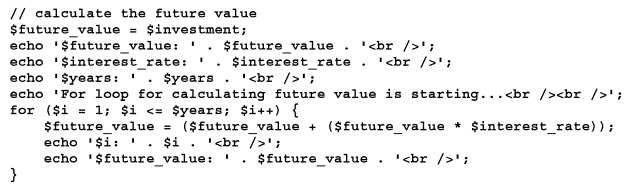 // calculate the future value
$future_value = $investment;
echo '$future_value: ' . $future_value . '<br />';
echo '$interest_rate: ' . $interest_rate . '<br />';
echo '$years: ' . $years . '<br />';
echo 'For loop for calculating future value is starting...<br /><br />';
for ($i = 1; $i <= $years; $i++) {
    $future_value = ($future_value + ($future_value * $interest_rate));
    echo '$i: ' . $i . '<br />';
    echo '$future_value: ' . $future_value . '<br />';
}